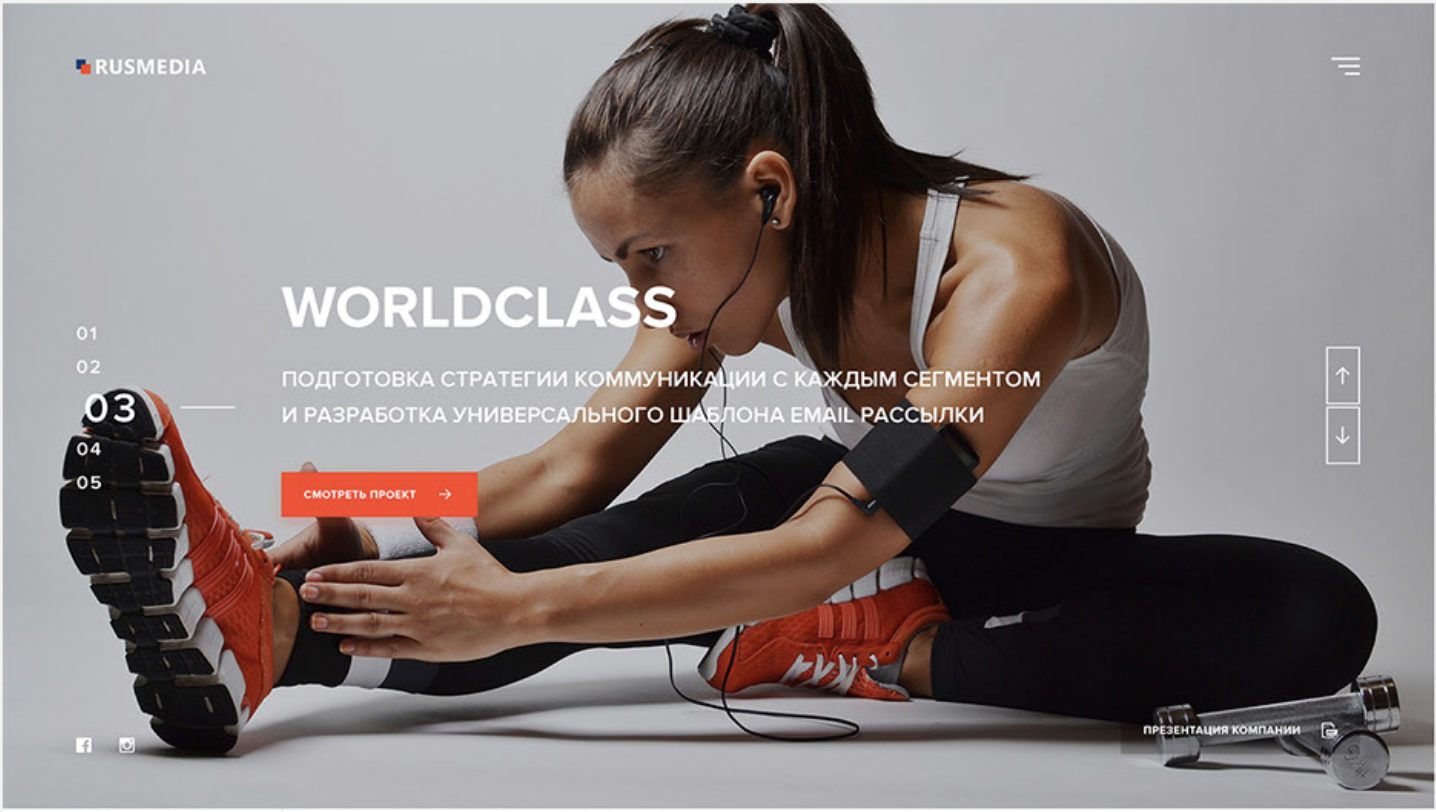 RUSMEDIA
WORLDCLASS
01
02
03
04
05
ПОДГОТОВКА СТРАТЕГИИ КОММУНИКАЦИИ С КАЖДЫМ СЕГМЕНТОМ
И РАЗРАБОТКА УНИВЕРСАЛЬНОГО ШАБЛОНА EMAIL РАССЫЛКИ
СМОТРЕТЬ ПРОЕКТ
ПРЕЗЕНТАЦИЯ КОМПАНИИ